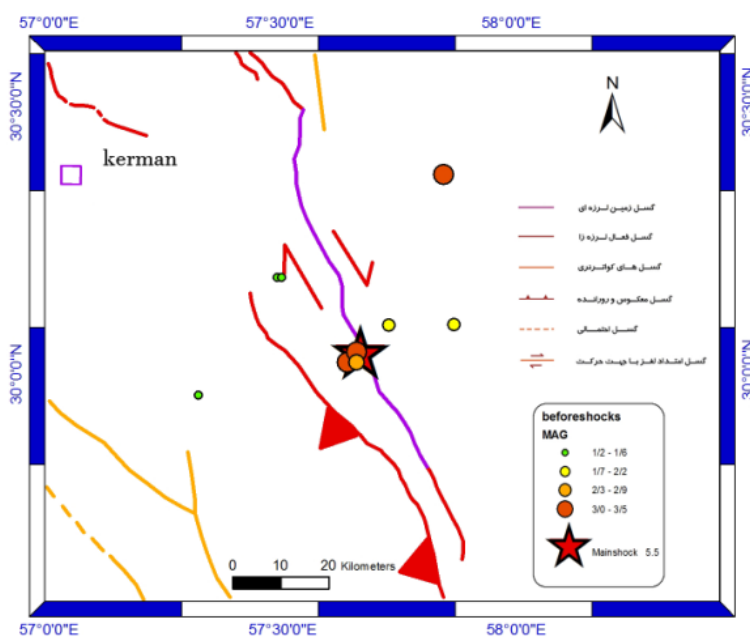 57°0'0"E
57°30'0"E
58°0'0"E
30°30'0"N
30°30'0"N
N
kerman
گسل زمین لرزه ای
گسل فعال لرزه زا
گسل های کواترنری
گسل معکوس و رورانده
گسل احتمالی
گسل امتداد لغز با جهت حرکت
30°0'0"N
30°0'0"N
beforeshocks
MAG
1/2 - 1/6
1/7 - 2/2
2/3 - 2/9
3/0 - 3/5
Mainshock 5.5
0 10 20 Kilometers
57°0'0"E
57°30'0"E
58°0'0"E